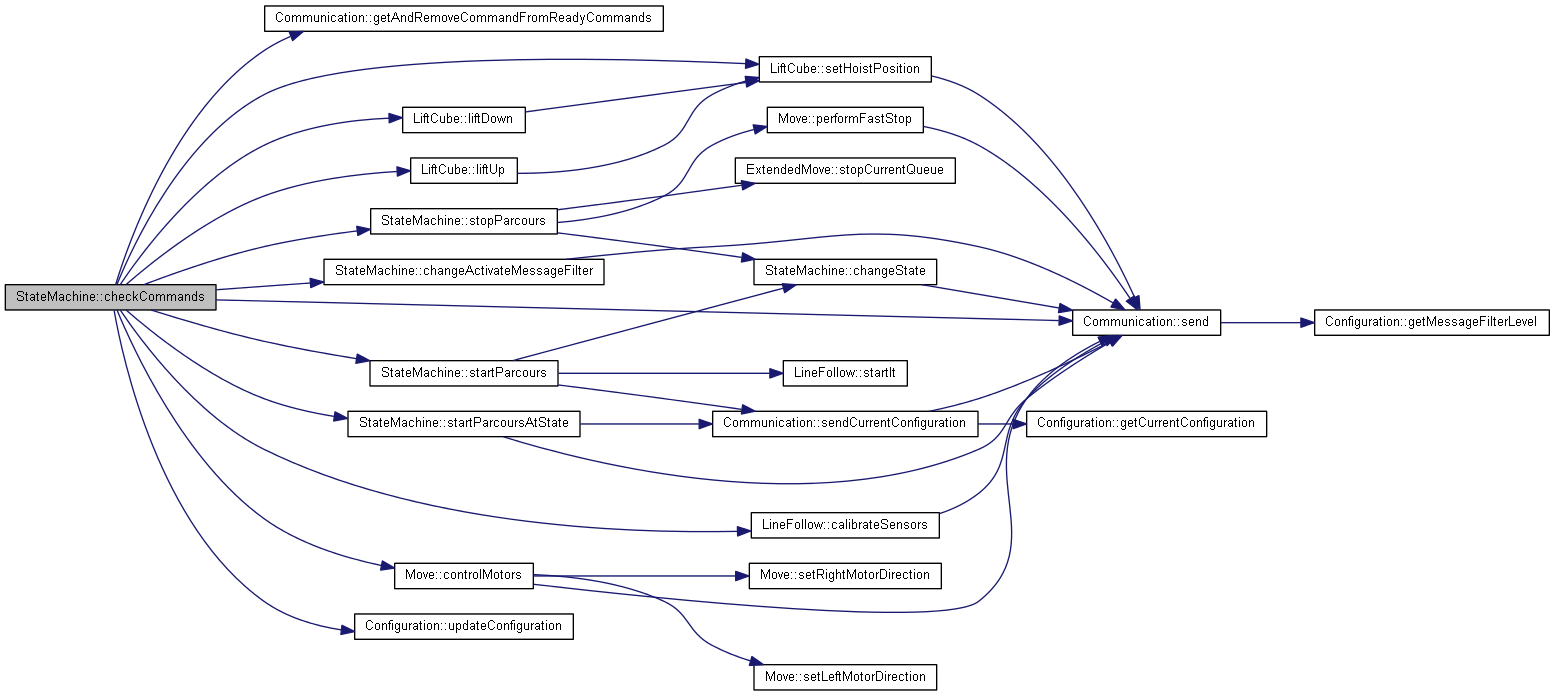 Communication::getAndRemoveCommandFromReadyCommands
LiftCube::setHoistPosition
LiftCube::liftDown
Move::performFastStop
LiftCube::liftUp
ExtendedMove::stopCurrentQueue
StateMachine::stopParcours
StateMachine::changeActivateMessageFilter
StateMachine::changeState
StateMachine::checkCommands
Communication::send
Configuration::getMessageFilterLevel
StateMachine::startParcours
LineFollow::startIt
StateMachine::startParcoursAtState
Communication::sendCurrentConfiguration
Configuration::getCurrentConfiguration
LineFollow::calibrateSensors
Move::controlMotors
Move::setRightMotorDirection
Configuration::updateConfiguration
Move::setLeftMotorDirection